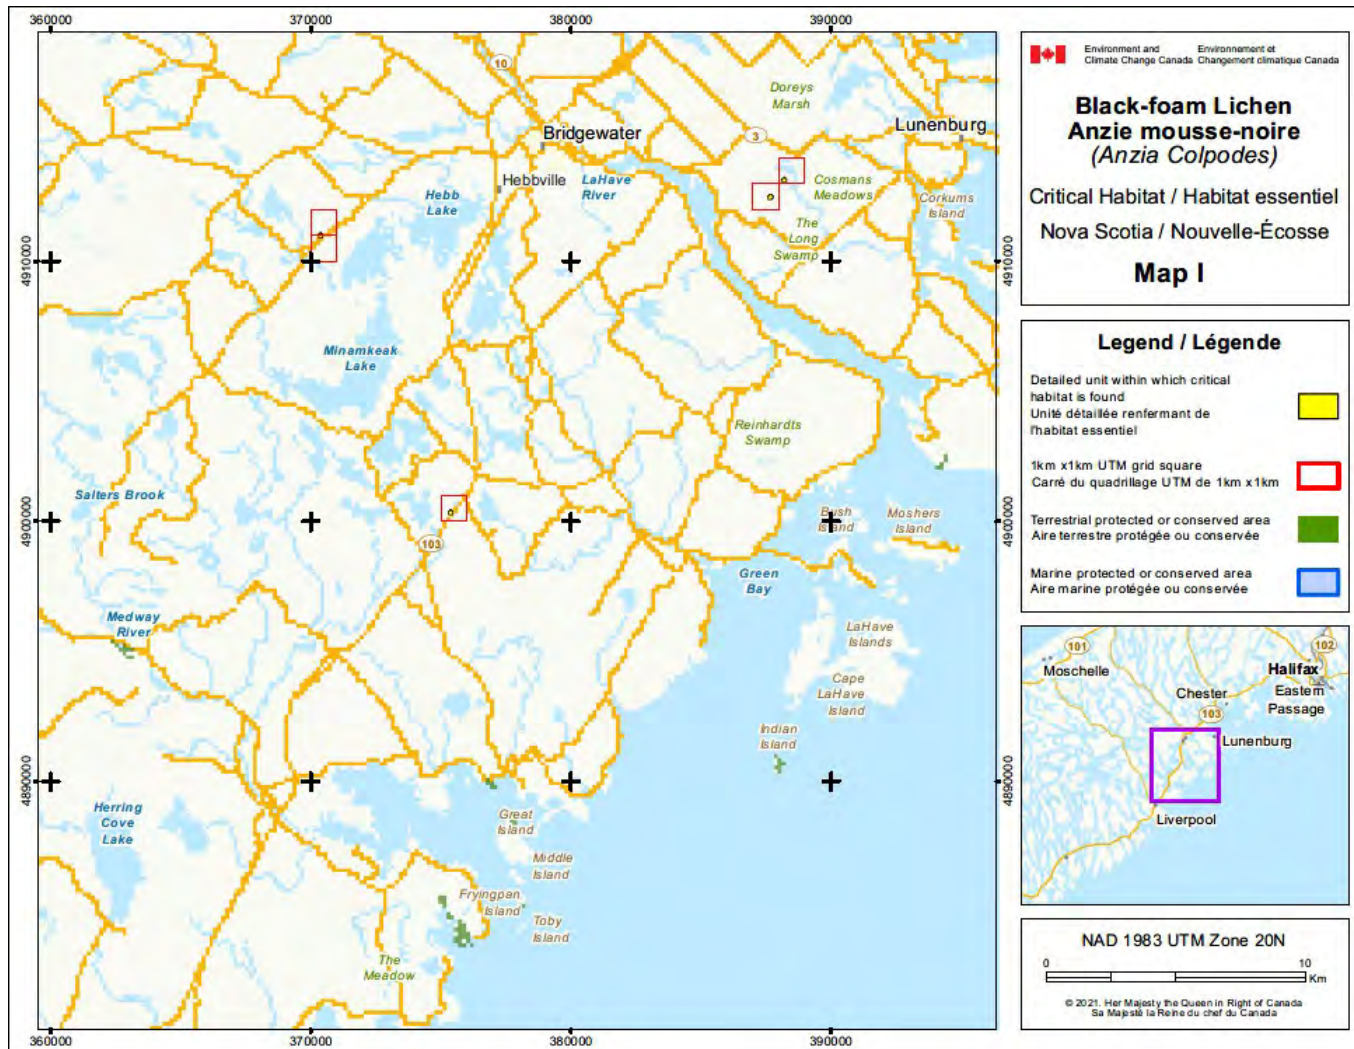 360000
370000
380000
390000
10
Doreys
Marsh
3
Bridgewater
Lunenburg
Hebbville
LaHave
River
Hebb
Lake
Cosmans
Meadows
Corkums
Island
The
Long
Swamp
4910000
4910000
Minamkeak
Lake
Reinhardts
Swamp
Salters Brook
Bush
Island
Moshers
Island
4900000
4900000
103
Green
Bay
Medway
River
LaHave
Islands
Cape
LaHave
Island
Indian
Island
4890000
4890000
Herring
Cove
Lake
Great
Island
Middle
Island
Fryingpan
Island
Toby
Island
The
Meadow
360000
370000
380000
390000
Environment and
Climate Change Canada
Environnement et
Changement climatique Canada
Black-foam Lichen
Anzie mousse-noire
(Anzia Colpodes)
Critical Habitat / Habitat essentiel
Nova Scotia / Nouvelle-Écosse
Map I
Legend / Légende
Detailed unit within which critical
habitat is found
Unité détaillée renfermant de
l'habitat essentiel
1km x1km UTM grid square
Carré du quadrillage UTM de 1km x1km
Terrestrial protected or conserved area
Aire terrestre protégée ou conservée
Marine protected or conserved area
Aire marine protégée ou conservée
101
102
Moschelle
Halifax
Chester
Eastern
Passage
103
Lunenburg
Liverpool
NAD 1983 UTM Zone 20N
0
10
Km
© 2021. Her Majesty the Queen in Right of Canada
Sa Majesté la Reine du chef du Canada